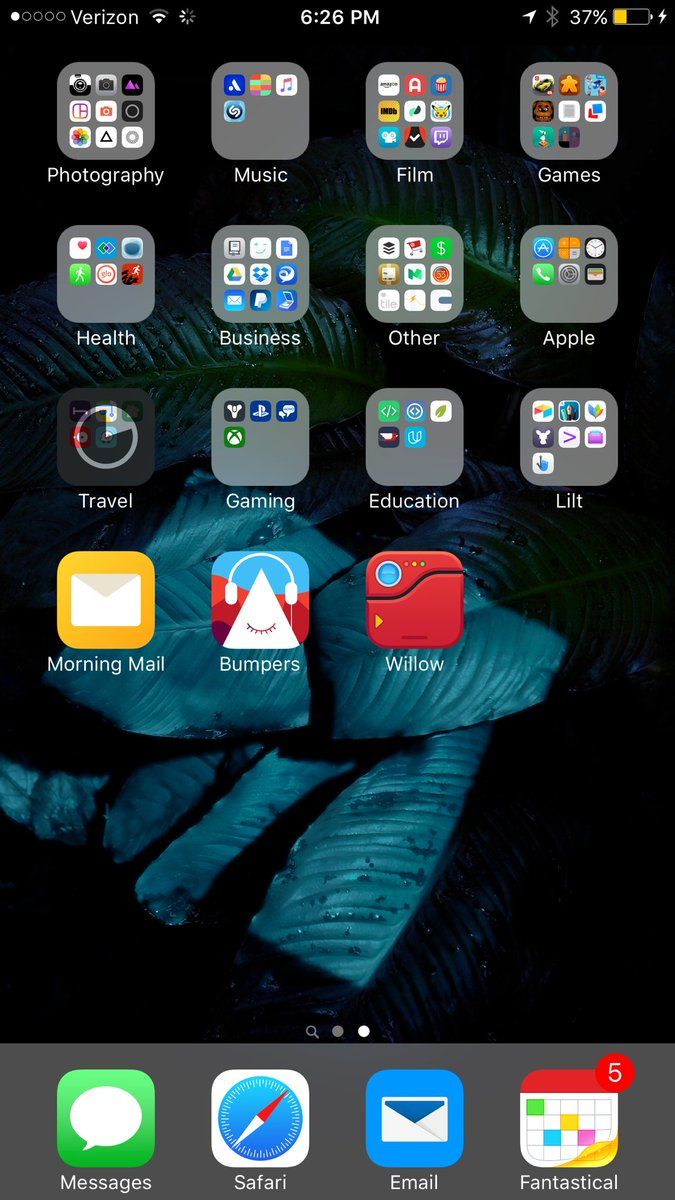 Verizon 6:26 PM 37%
Photography Music Film Games
Health Business Other Apple
Travel Gaming Education Lilt
Morning Mail Bumpers Willow
5
Messages Safari Email Fantastical